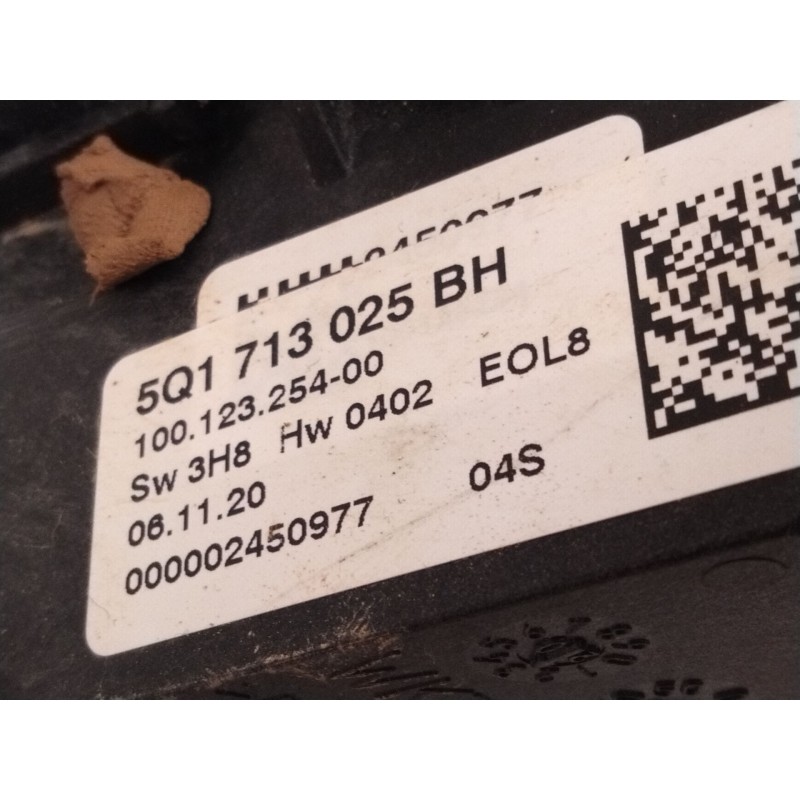 5Q1 713 025 BH
100.123.254-00
Sw 3H8 Hw 0402 EOL8
06.11.20 04S
000002450977